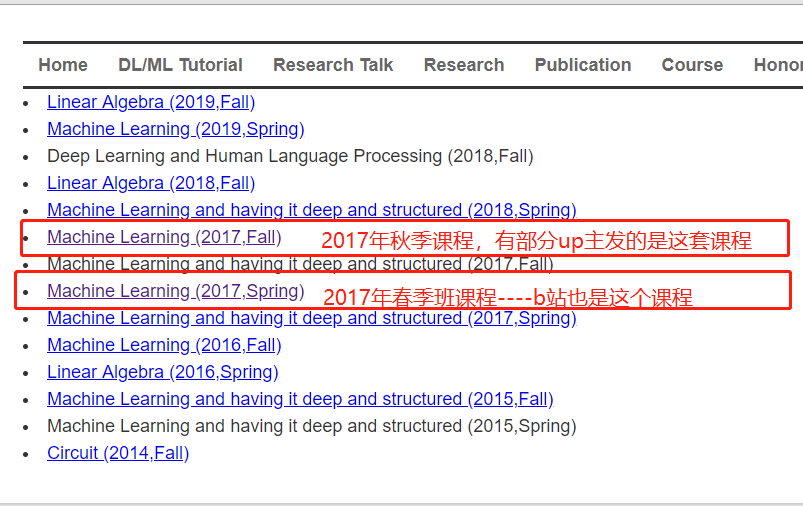 Home DL/ML Tutorial Research Talk Research Publication Course Honor
Linear Algebra (2019,Fall)
Machine Learning (2019,Spring)
Deep Learning and Human Language Processing (2018,Fall)
Linear Algebra (2018,Fall)
Machine Learning and having it deep and structured (2018,Spring)
Machine Learning (2017,Fall) 2017年秋季课程，有部分up主发的是这套课程
Machine Learning and having it deep and structured (2017,Fall)
Machine Learning (2017,Spring) 2017年春季班课程----b站也是这个课程
Machine Learning and having it deep and structured (2017,Spring)
Machine Learning (2016,Fall)
Linear Algebra (2016,Spring)
Machine Learning and having it deep and structured (2015,Fall)
Machine Learning and having it deep and structured (2015,Spring)
Circuit (2014,Fall)